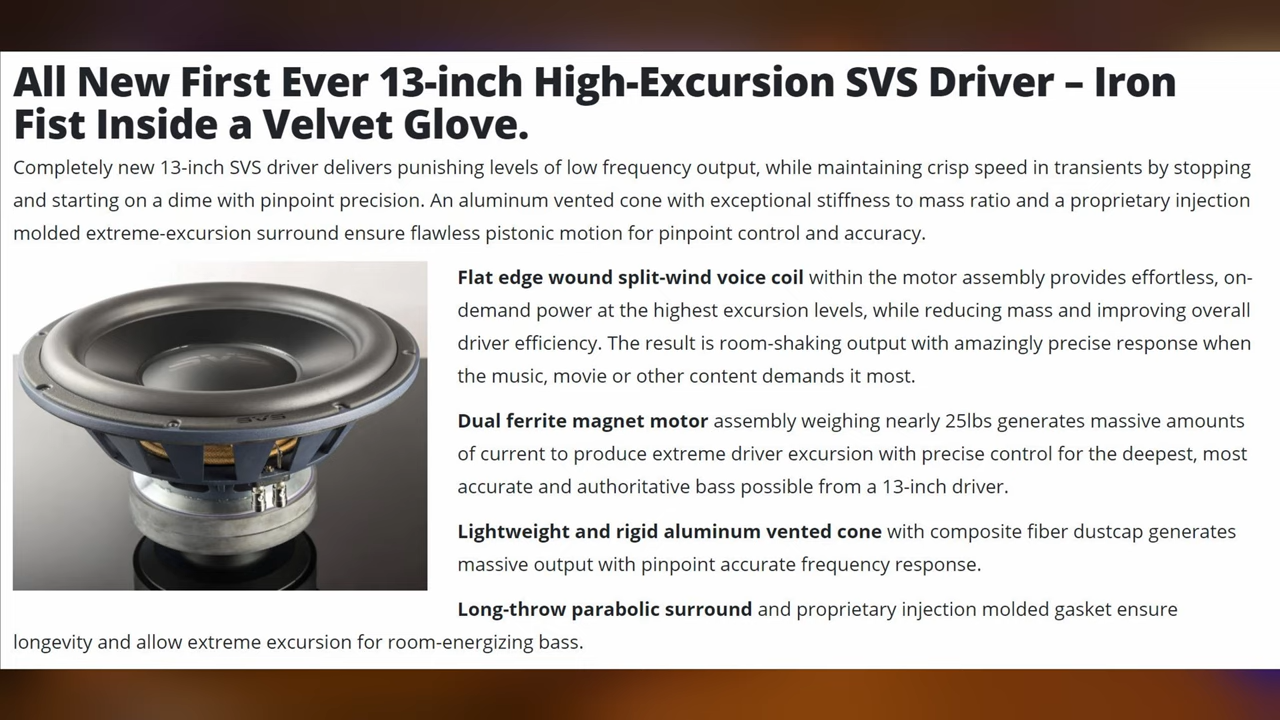 All New First Ever 13-inch High-Excursion SVS Driver – Iron
Fist Inside a Velvet Glove.
Completely new 13-inch SVS driver delivers punishing levels of low frequency output, while maintaining crisp speed in transients by stopping
and starting on a dime with pinpoint precision. An aluminum vented cone with exceptional stiffness to mass ratio and a proprietary injection
molded extreme-excursion surround ensure flawless pistonic motion for pinpoint control and accuracy.
Flat edge wound split-wind voice coil within the motor assembly provides effortless, on-
demand power at the highest excursion levels, while reducing mass and improving overall
driver efficiency. The result is room-shaking output with amazingly precise response when
the music, movie or other content demands it most.
Dual ferrite magnet motor assembly weighing nearly 25lbs generates massive amounts
of current to produce extreme driver excursion with precise control for the deepest, most
accurate and authoritative bass possible from a 13-inch driver.
Lightweight and rigid aluminum vented cone with composite fiber dustcap generates
massive output with pinpoint accurate frequency response.
Long-throw parabolic surround and proprietary injection molded gasket ensure
longevity and allow extreme excursion for room-energizing bass.
SVS